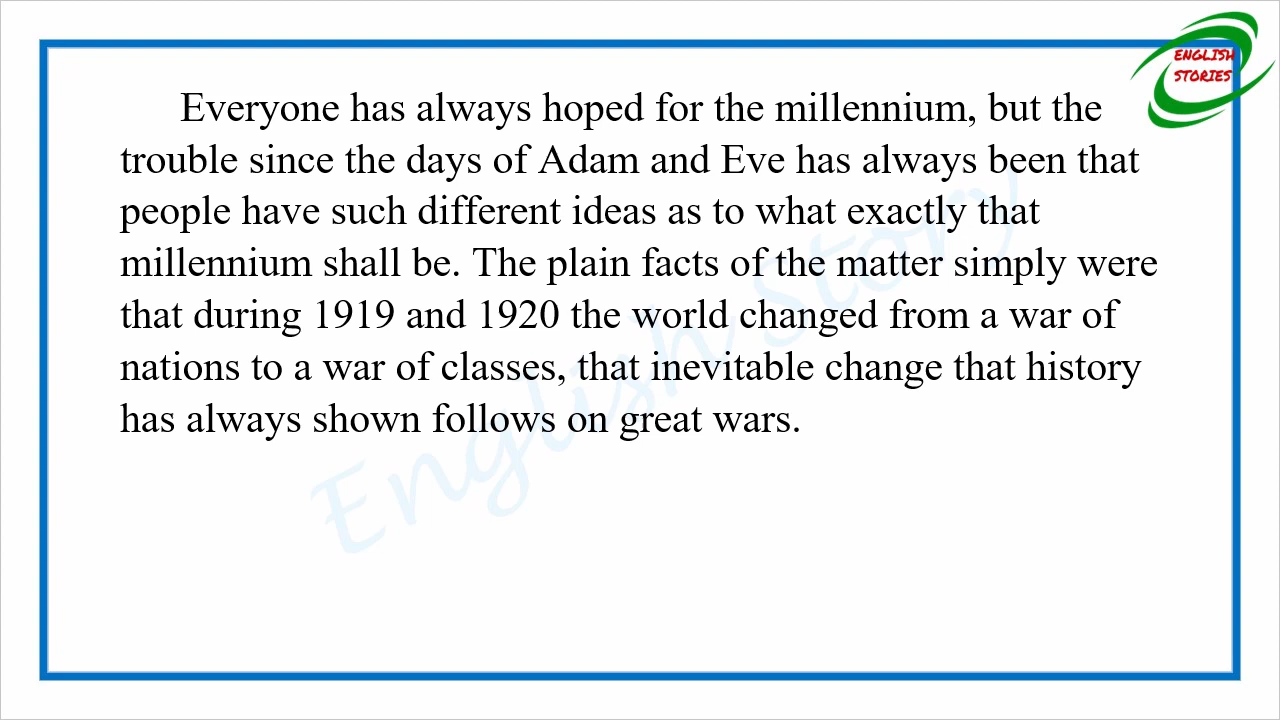 ENGLISH
STORIES
Everyone has always hoped for the millennium, but the
trouble since the days of Adam and Eve has always been that
people have such different ideas as to what exactly that
millennium shall be. The plain facts of the matter simply were
that during 1919 and 1920 the world changed from a war of
nations to a war of classes, that inevitable change that history
has always shown follows on great wars.
English Story